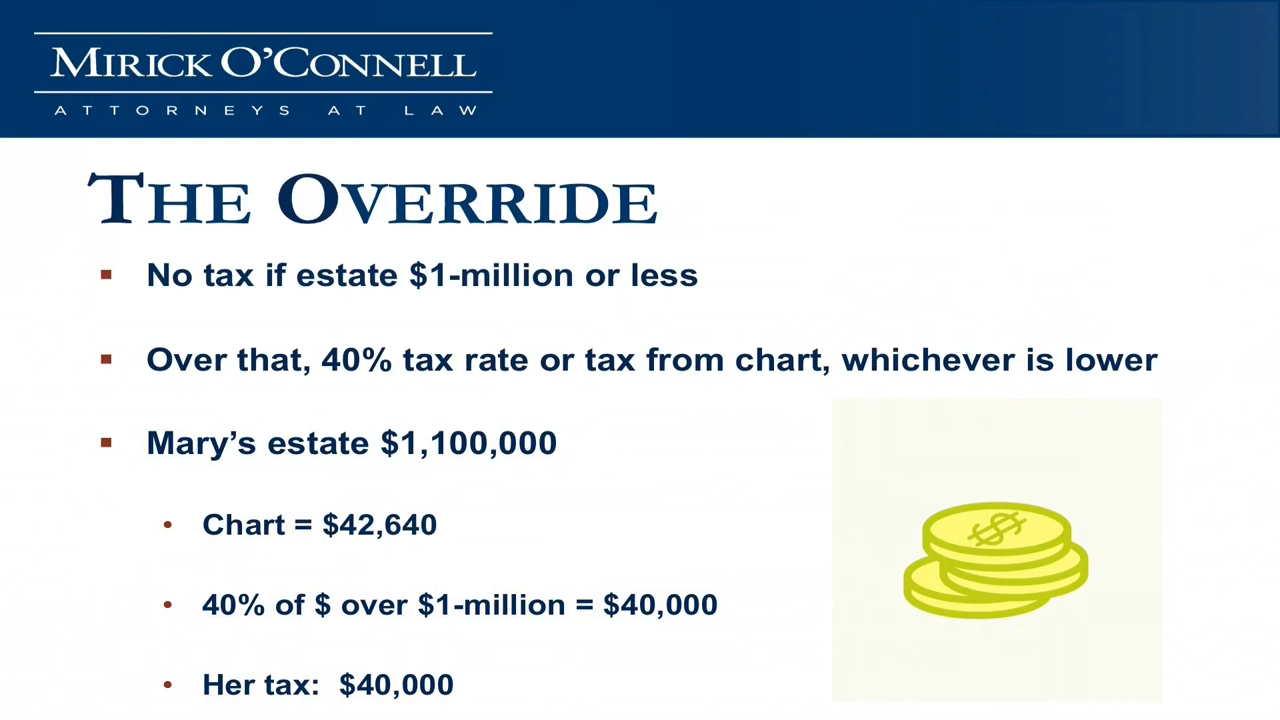 MIRICK O'CONNELL
ATTORNEYS AT LAW
THE OVERRIDE
▪ No tax if estate $1-million or less
▪ Over that, 40% tax rate or tax from chart, whichever is lower
▪ Mary’s estate $1,100,000
• Chart = $42,640
• 40% of $ over $1-million = $40,000
• Her tax: $40,000
$